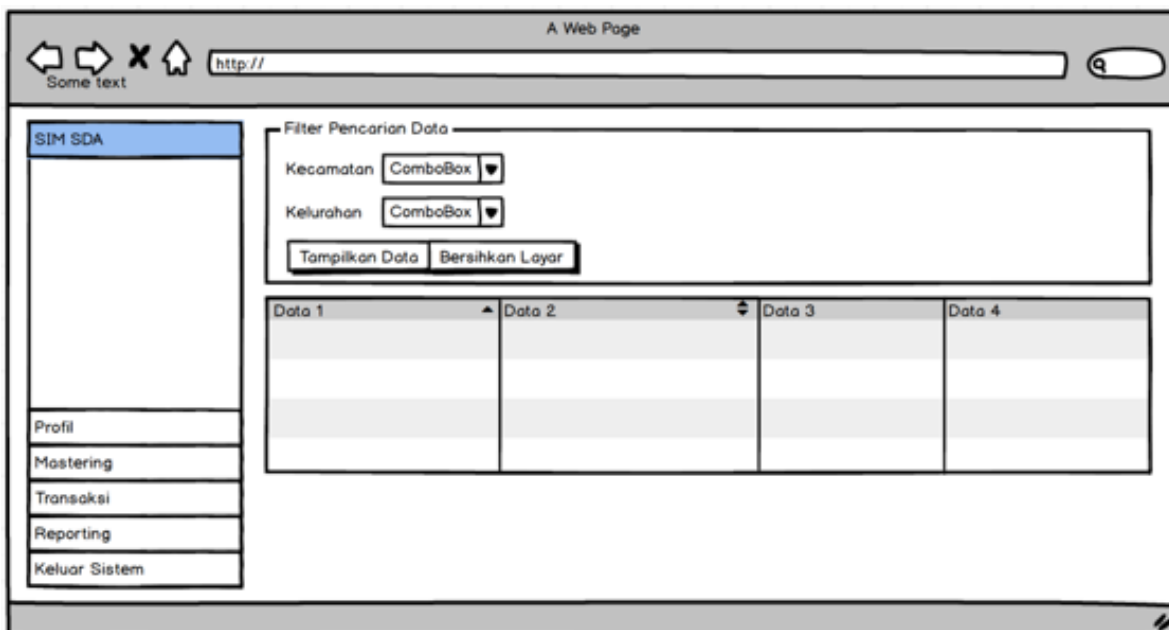 A Web Page
Some text
http://
SIM SDA
Profil
Mastering
Transaksi
Reporting
Keluar Sistem
Filter Pencarian Data
Kecamatan ComboBox
Kelurahan ComboBox
Tampilkan Data Bersihkan Layar
Data 1 Data 2 Data 3 Data 4